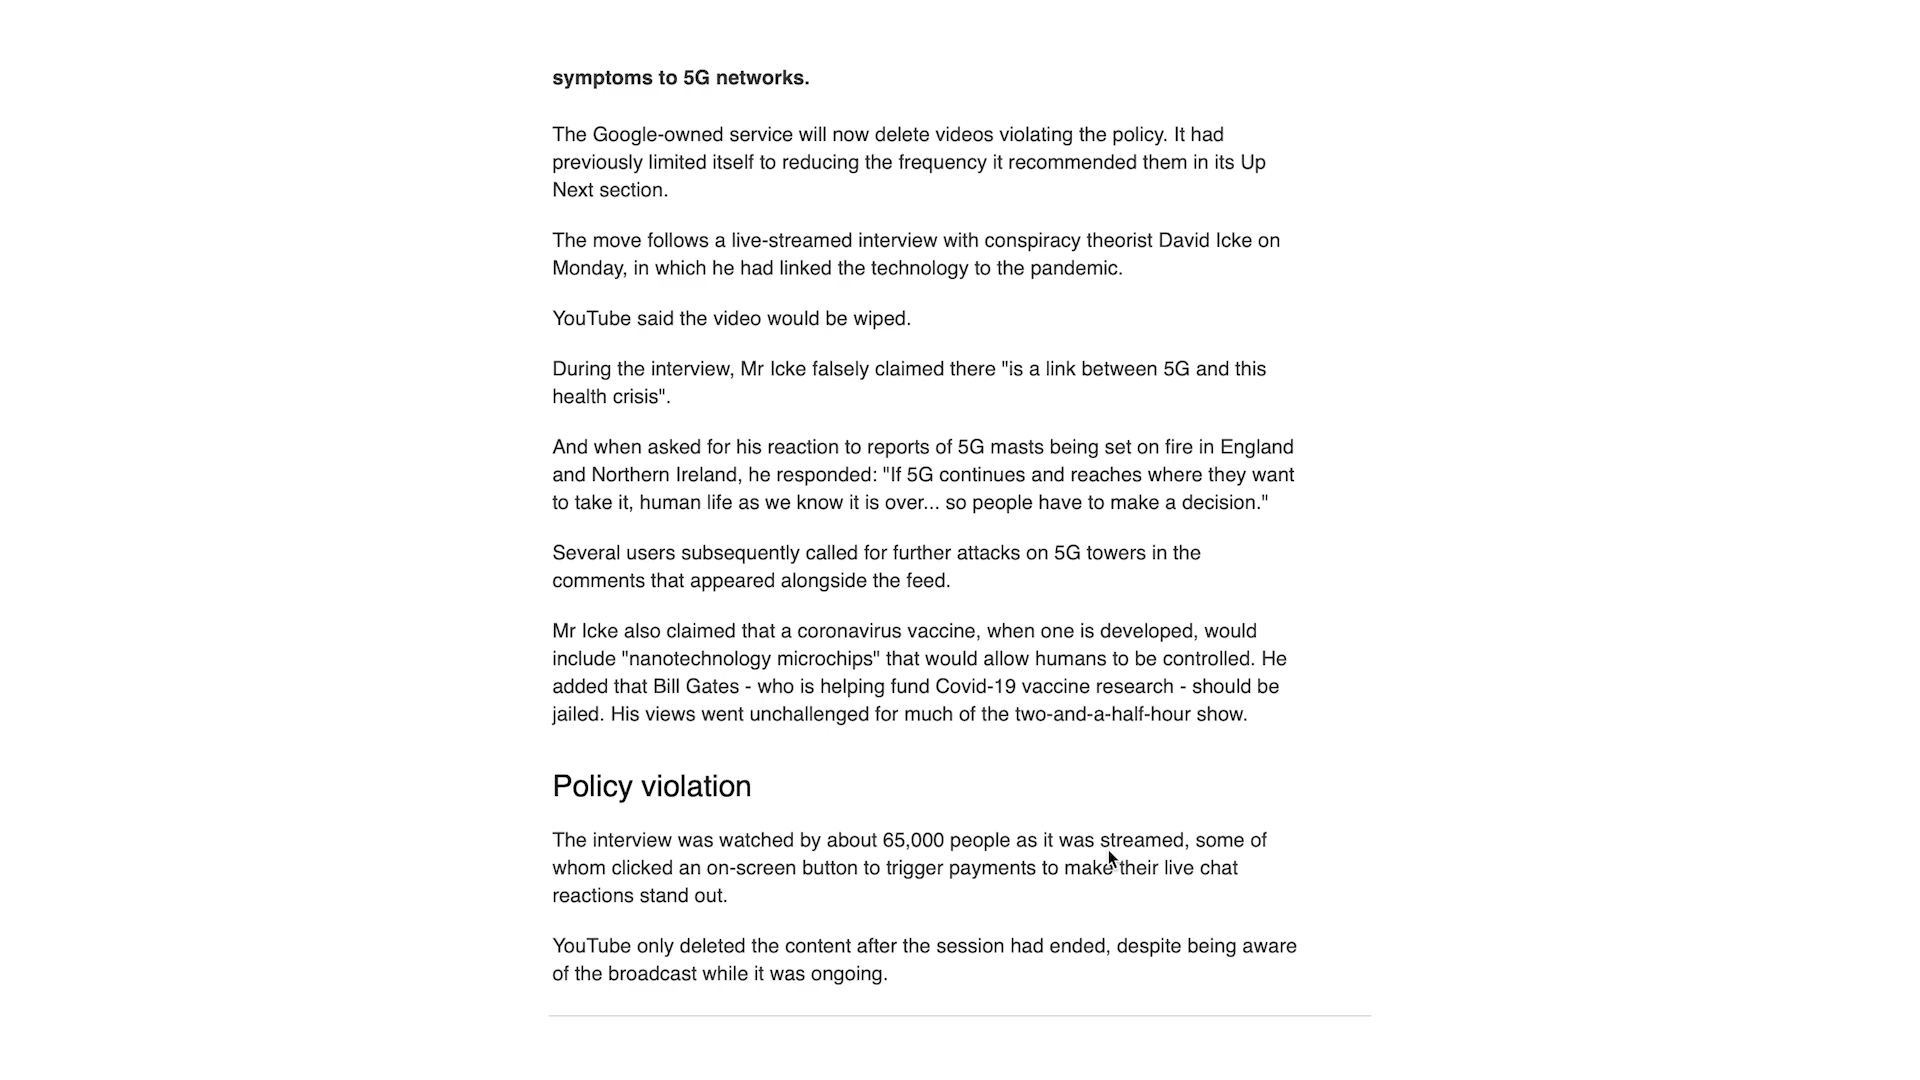 symptoms to 5G networks.
The Google-owned service will now delete videos violating the policy. It had
previously limited itself to reducing the frequency it recommended them in its Up
Next section.
The move follows a live-streamed interview with conspiracy theorist David Icke on
Monday, in which he had linked the technology to the pandemic.
YouTube said the video would be wiped.
During the interview, Mr Icke falsely claimed there "is a link between 5G and this
health crisis".
And when asked for his reaction to reports of 5G masts being set on fire in England
and Northern Ireland, he responded: "If 5G continues and reaches where they want
to take it, human life as we know it is over... so people have to make a decision."
Several users subsequently called for further attacks on 5G towers in the
comments that appeared alongside the feed.
Mr Icke also claimed that a coronavirus vaccine, when one is developed, would
include "nanotechnology microchips" that would allow humans to be controlled. He
added that Bill Gates - who is helping fund Covid-19 vaccine research - should be
jailed. His views went unchallenged for much of the two-and-a-half-hour show.
Policy violation
The interview was watched by about 65,000 people as it was streamed, some of
whom clicked an on-screen button to trigger payments to make their live chat
reactions stand out.
YouTube only deleted the content after the session had ended, despite being aware
of the broadcast while it was ongoing.